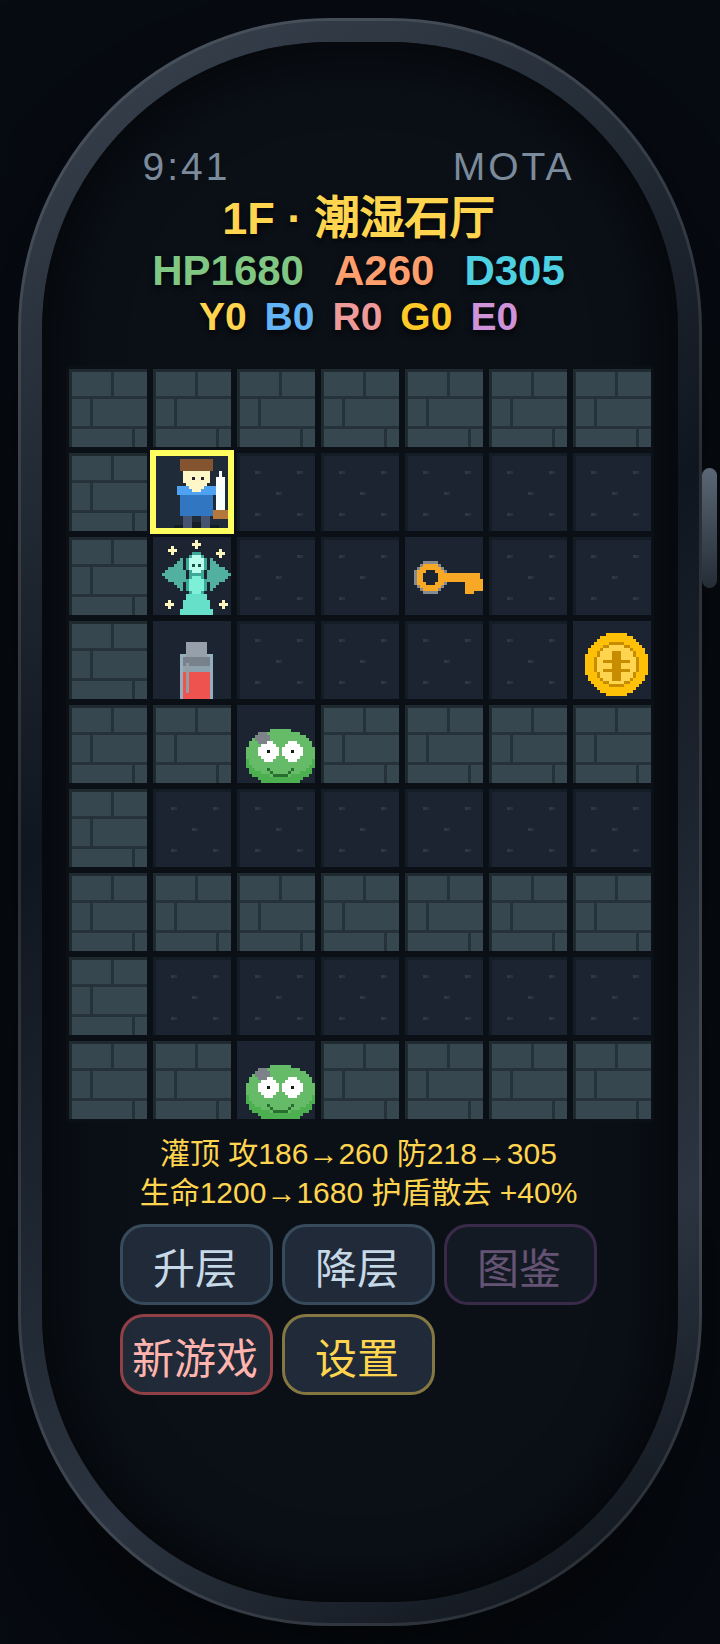 9:41 MOTA
1F · 潮湿石厅
HP1680 A260 D305
Y0 B0 R0 G0 E0
灌顶 攻186→260 防218→305
生命1200→1680 护盾散去 +40%
升层 降层 图鉴
新游戏 设置